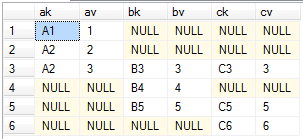 ak av bk bv ck cv
1 A1 1 NULL NULL NULL NULL
2 A2 2 NULL NULL NULL NULL
3 A2 3 B3 3 C3 3
4 NULL NULL B4 4 NULL NULL
5 NULL NULL B5 5 C5 5
6 NULL NULL NULL NULL C6 6